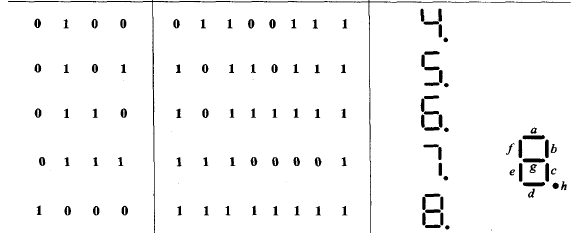 0 1 0 0 0 1 1 0 0 1 1 1 4.
0 1 0 1 1 0 1 1 0 1 1 1 5.
0 1 1 0 1 0 1 1 1 1 1 1 6.
a
f b
0 1 1 1 1 1 1 0 0 0 0 1 7.
g
e c
d h
1 0 0 0 1 1 1 1 1 1 1 1 8.